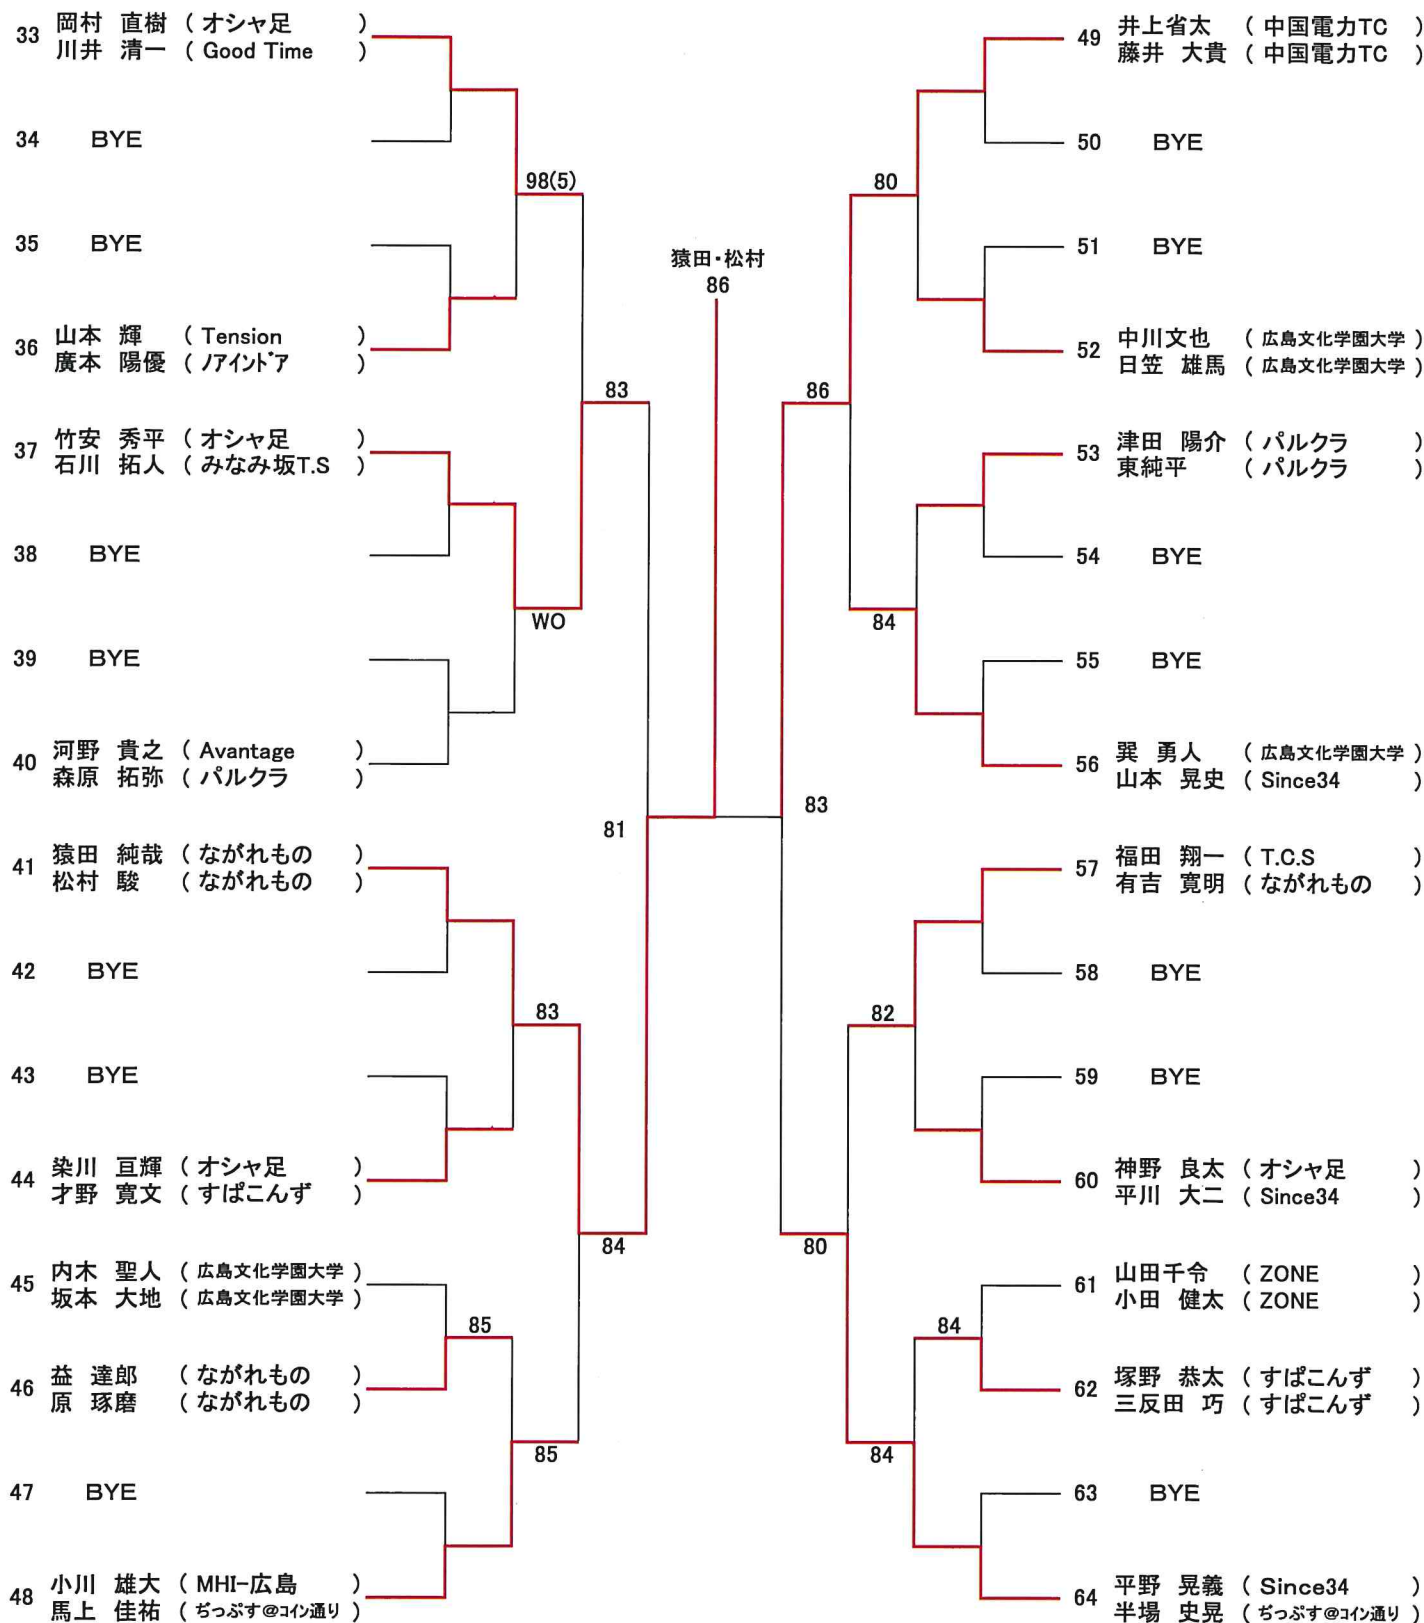 33 岡村 直樹 ( オシャ足 )
川井 清一 ( Good Time )
34 BYE
98(5)
35 BYE
36 山本 輝 ( Tension )
廣本 陽優 ( ノアインドア )
83
37 竹安 秀平 ( オシャ足 )
石川 拓人 ( みなみ坂T.S )
38 BYE
WO
39 BYE
40 河野 貴之 ( Avantage )
森原 拓弥 ( パルクラ )
81
41 猿田 純哉 ( ながれもの )
松村 駿 ( ながれもの )
42 BYE
83
43 BYE
44 染川 亘輝 ( オシャ足 )
才野 寛文 ( すぱこんず )
84
45 内木 聖人 ( 広島文化学園大学 )
坂本 大地 ( 広島文化学園大学 )
85
46 益 達郎 ( ながれもの )
原 琢磨 ( ながれもの )
85
47 BYE
48 小川 雄大 ( MHI-広島 )
馬上 佳祐 ( ぢっぷす@コイン通り )
猿田・松村
86
49 井上省太 ( 中国電力TC )
藤井 大貴 ( 中国電力TC )
50 BYE
80
51 BYE
52 中川文也 ( 広島文化学園大学 )
日笠 雄馬 ( 広島文化学園大学 )
86
53 津田 陽介 ( パルクラ )
東純平 ( パルクラ )
54 BYE
84
55 BYE
56 巽 勇人 ( 広島文化学園大学 )
山本 晃史 ( Since34 )
83
57 福田 翔一 ( T.C.S )
有吉 寛明 ( ながれもの )
58 BYE
82
59 BYE
60 神野 良太 ( オシャ足 )
平川 大二 ( Since34 )
80
61 山田千令 ( ZONE )
小田 健太 ( ZONE )
84
62 塚野 恭太 ( すぱこんず )
三反田 巧 ( すぱこんず )
84
63 BYE
64 平野 晃義 ( Since34 )
半場 史晃 ( ぢっぷす@コイン通り )